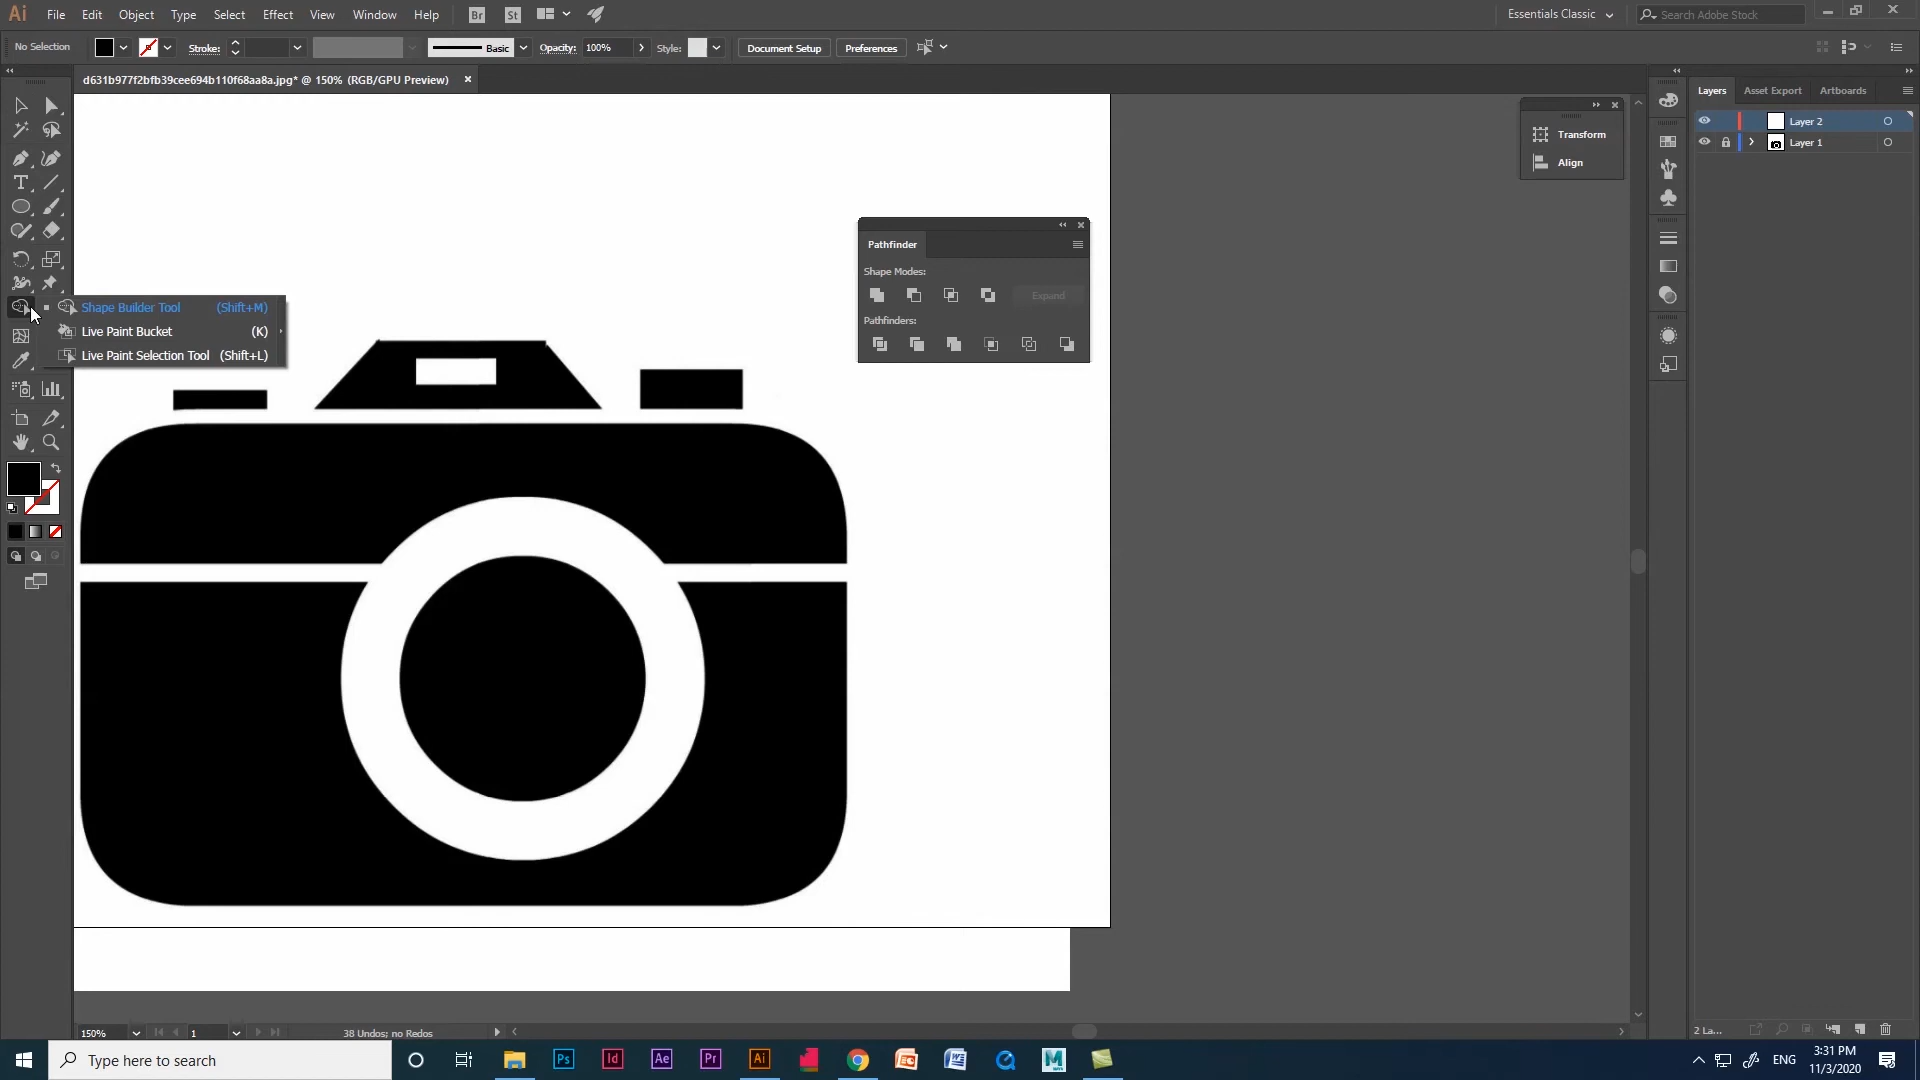 Ai File Edit Object Type Select Effect View Window Help Br St Essentials Classic Search Adobe Stock
No Selection Stroke: Basic Opacity: 100% Style: Document Setup Preferences
d631b977f2bfb39cee694b110f68aa8a.jpg* @ 150% (RGB/GPU Preview)
Layers Asset Export Artboards
Layer 2
Layer 1
Transform
Align
Pathfinder
Shape Modes:
Expand
Pathfinders:
Shape Builder Tool (Shift+M)
Live Paint Bucket (K)
Live Paint Selection Tool (Shift+L)
150% 1 38 Undos; no Redos
2 La...
Type here to search
Ps Id Ae Pr Ai
ENG
3:31 PM
11/3/2020